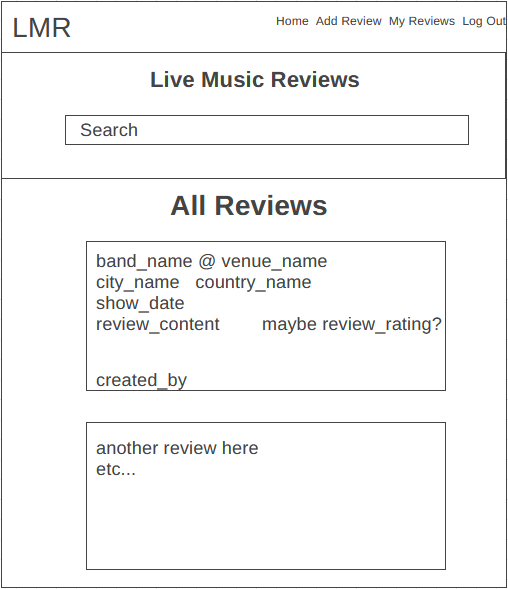 LMR
Home Add Review My Reviews Log Out
Live Music Reviews
Search
All Reviews
band_name @ venue_name
city_name country_name
show_date
review_content maybe review_rating?
created_by
another review here
etc...